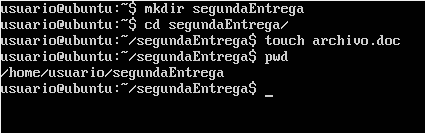 usuario@ubuntu:~$ mkdir segundaEntrega
usuario@ubuntu:~$ cd segundaEntrega/
usuario@ubuntu:~/segundaEntrega$ touch archivo.doc
usuario@ubuntu:~/segundaEntrega$ pwd
/home/usuario/segundaEntrega
usuario@ubuntu:~/segundaEntrega$ _